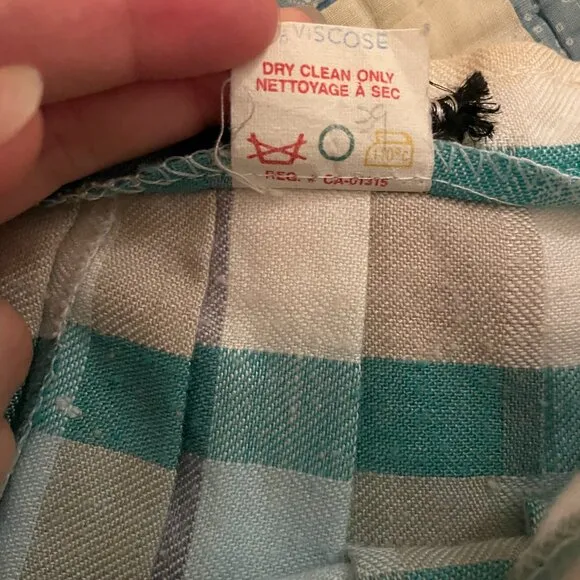 VISCOSE
DRY CLEAN ONLY
NETTOYAGE À SEC
REG. # CA-01315